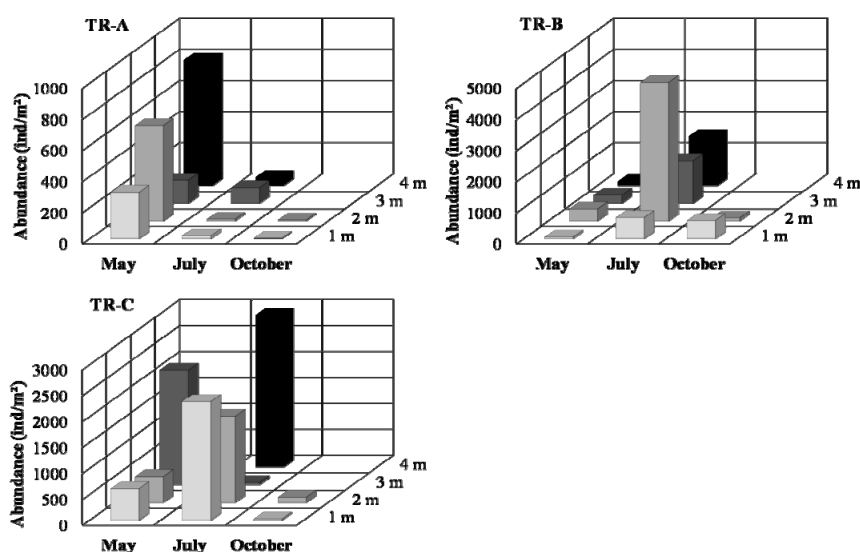 TR-A
Abundance (ind/m²)
1000
800
600
400
200
0
May July October
1 m
2 m
3 m
4 m
TR-B
Abundance (ind/m²)
5000
4000
3000
2000
1000
0
May July October
1 m
2 m
3 m
4 m
TR-C
Abundance (ind/m²)
3000
2500
2000
1500
1000
500
0
May July October
1 m
2 m
3 m
4 m